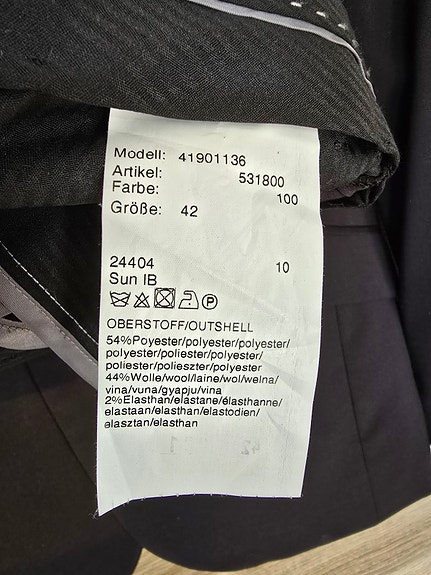 Modell: 41901136
Artikel: 531800
Farbe: 100
Größe: 42
24404 10
Sun IB
P
OBERSTOFF/OUTSHELL
54%Poyester/polyester/polyester/
polyester/poliester/polyester/
poliester/polieszter/polyester
44%Wolle/wool/laine/wol/welna/
vina/vuna/gyapju/vina
2%Elasthan/elastane/élasthanne/
elastaan/elasthan/elastodien/
elasztan/elasthan